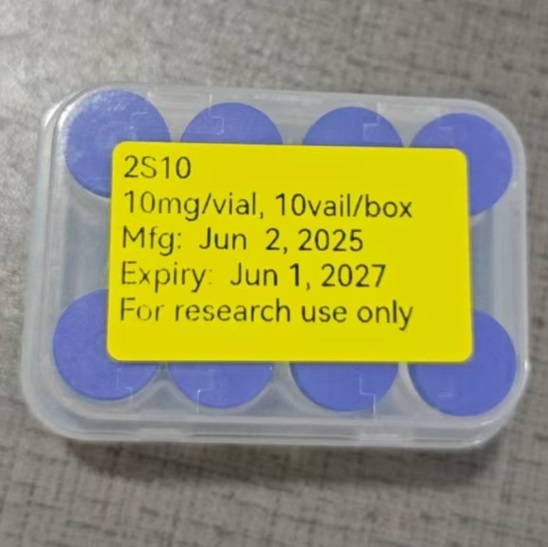 2S10
10mg/vial, 10vail/box
Mfg: Jun 2, 2025
Expiry: Jun 1, 2027
For research use only